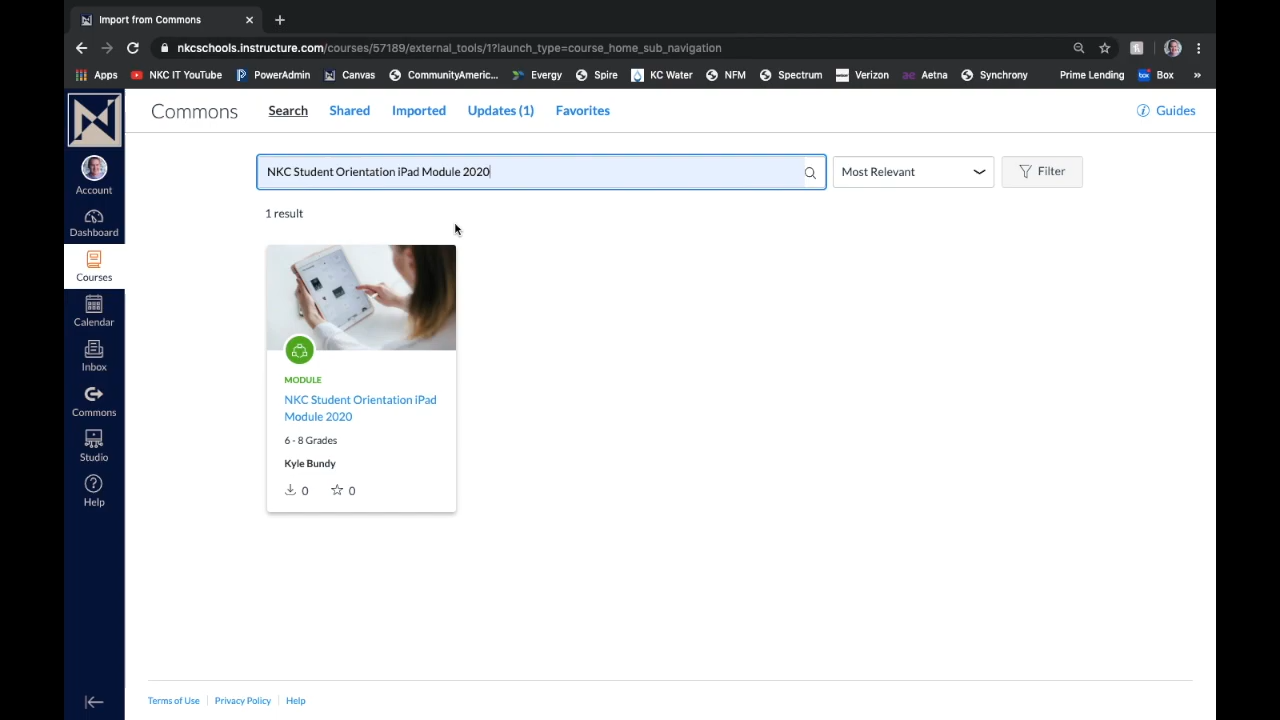 Import from Commons
nkcschools.instructure.com/courses/57189/external_tools/1?launch_type=course_home_sub_navigation
Apps NKC IT YouTube PowerAdmin Canvas CommunityAmeric... Evergy Spire KC Water NFM Spectrum Verizon Aetna Synchrony Prime Lending Box »
Commons Search Shared Imported Updates (1) Favorites Guides
NKC Student Orientation iPad Module 2020 Most Relevant Filter
1 result
Account
Dashboard
Courses
Calendar
Inbox
Commons
Studio
Help
MODULE
NKC Student Orientation iPad
Module 2020
6 - 8 Grades
Kyle Bundy
0 0
Terms of Use Privacy Policy Help